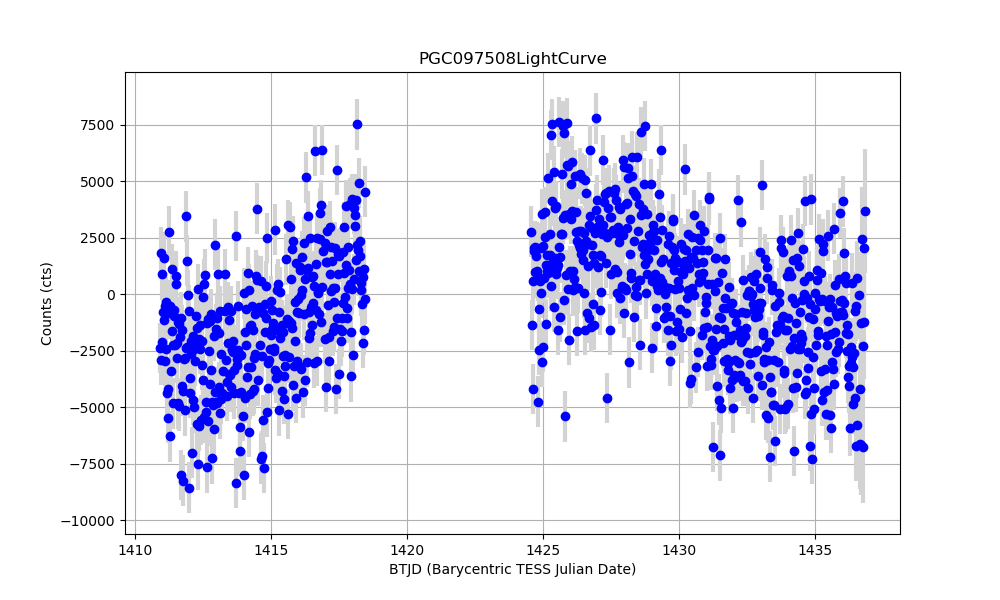 PGC097508LightCurve
7500
5000
2500
0
−2500
−5000
−7500
−10000
Counts (cts)
1410 1415 1420 1425 1430 1435
BTJD (Barycentric TESS Julian Date)